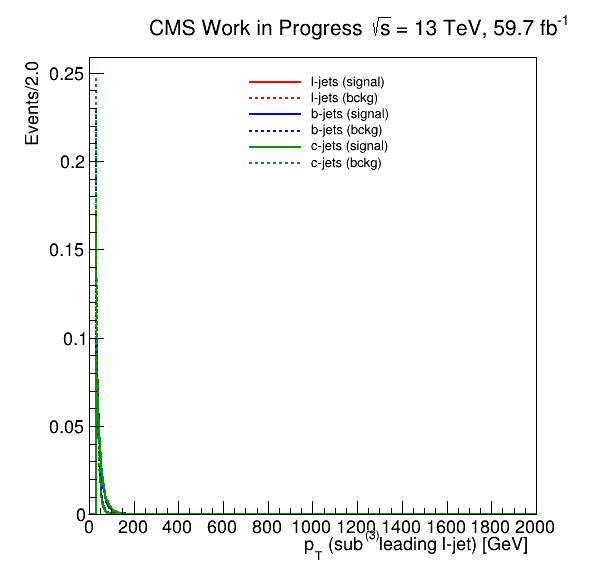 CMS Work in Progress √s = 13 TeV, 59.7 fb⁻¹
Events/2.0
0.25
0.2
0.15
0.1
0.05
0
l-jets (signal)
l-jets (bckg)
b-jets (signal)
b-jets (bckg)
c-jets (signal)
c-jets (bckg)
0 200 400 600 800 1000 1200 1400 1600 1800 2000
p_T (sub⁽³⁾leading l-jet) [GeV]